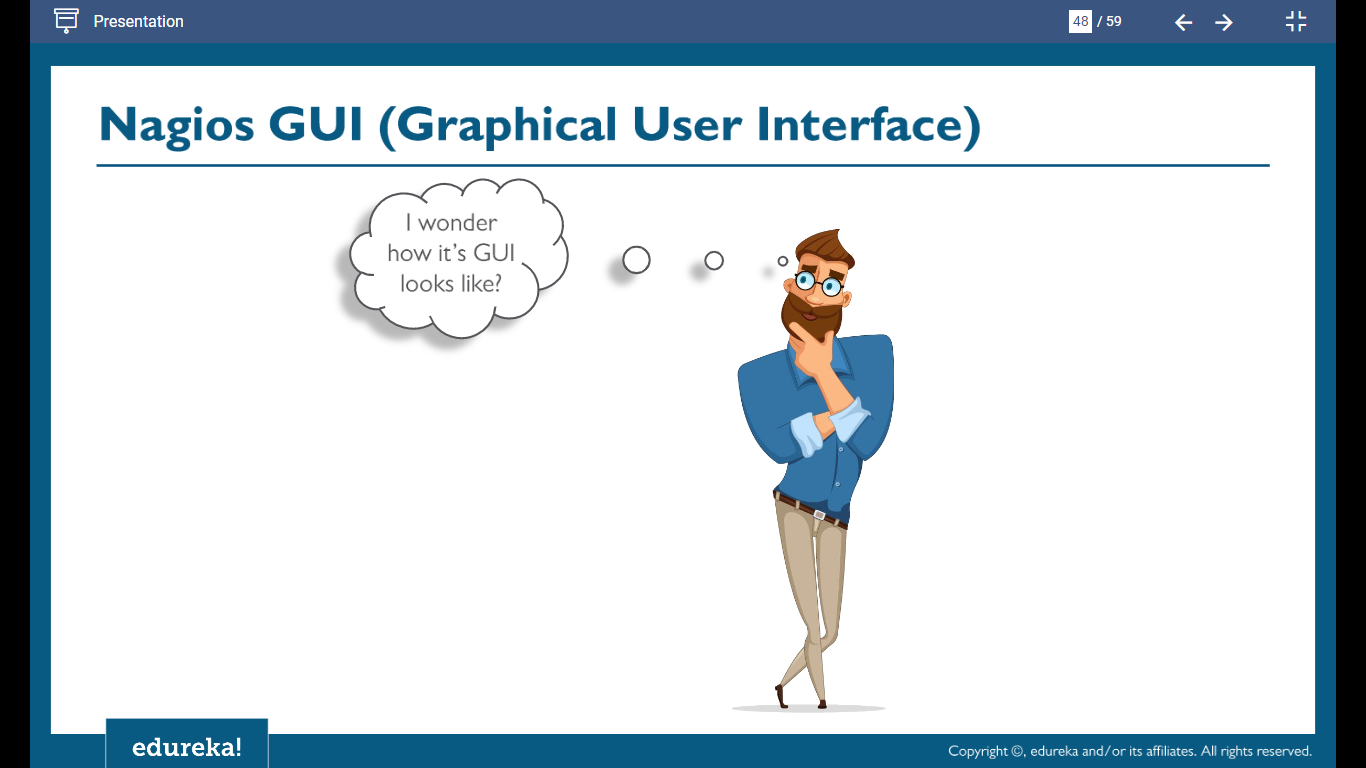 Presentation
48 / 59
Nagios GUI (Graphical User Interface)
I wonder
how it’s GUI
looks like?
edureka!
Copyright ©, edureka and/or its affiliates. All rights reserved.